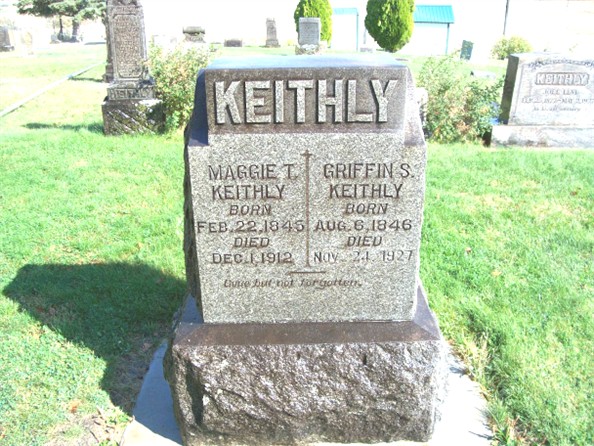 KEITHLY
MAGGIE T.
KEITHLY
BORN
FEB. 22, 1845
DIED
DEC. 1, 1912
GRIFFIN S.
KEITHLY
BORN
AUG. 6, 1846
DIED
NOV. 24, 1927
Gone but not forgotten.
KEITHLY